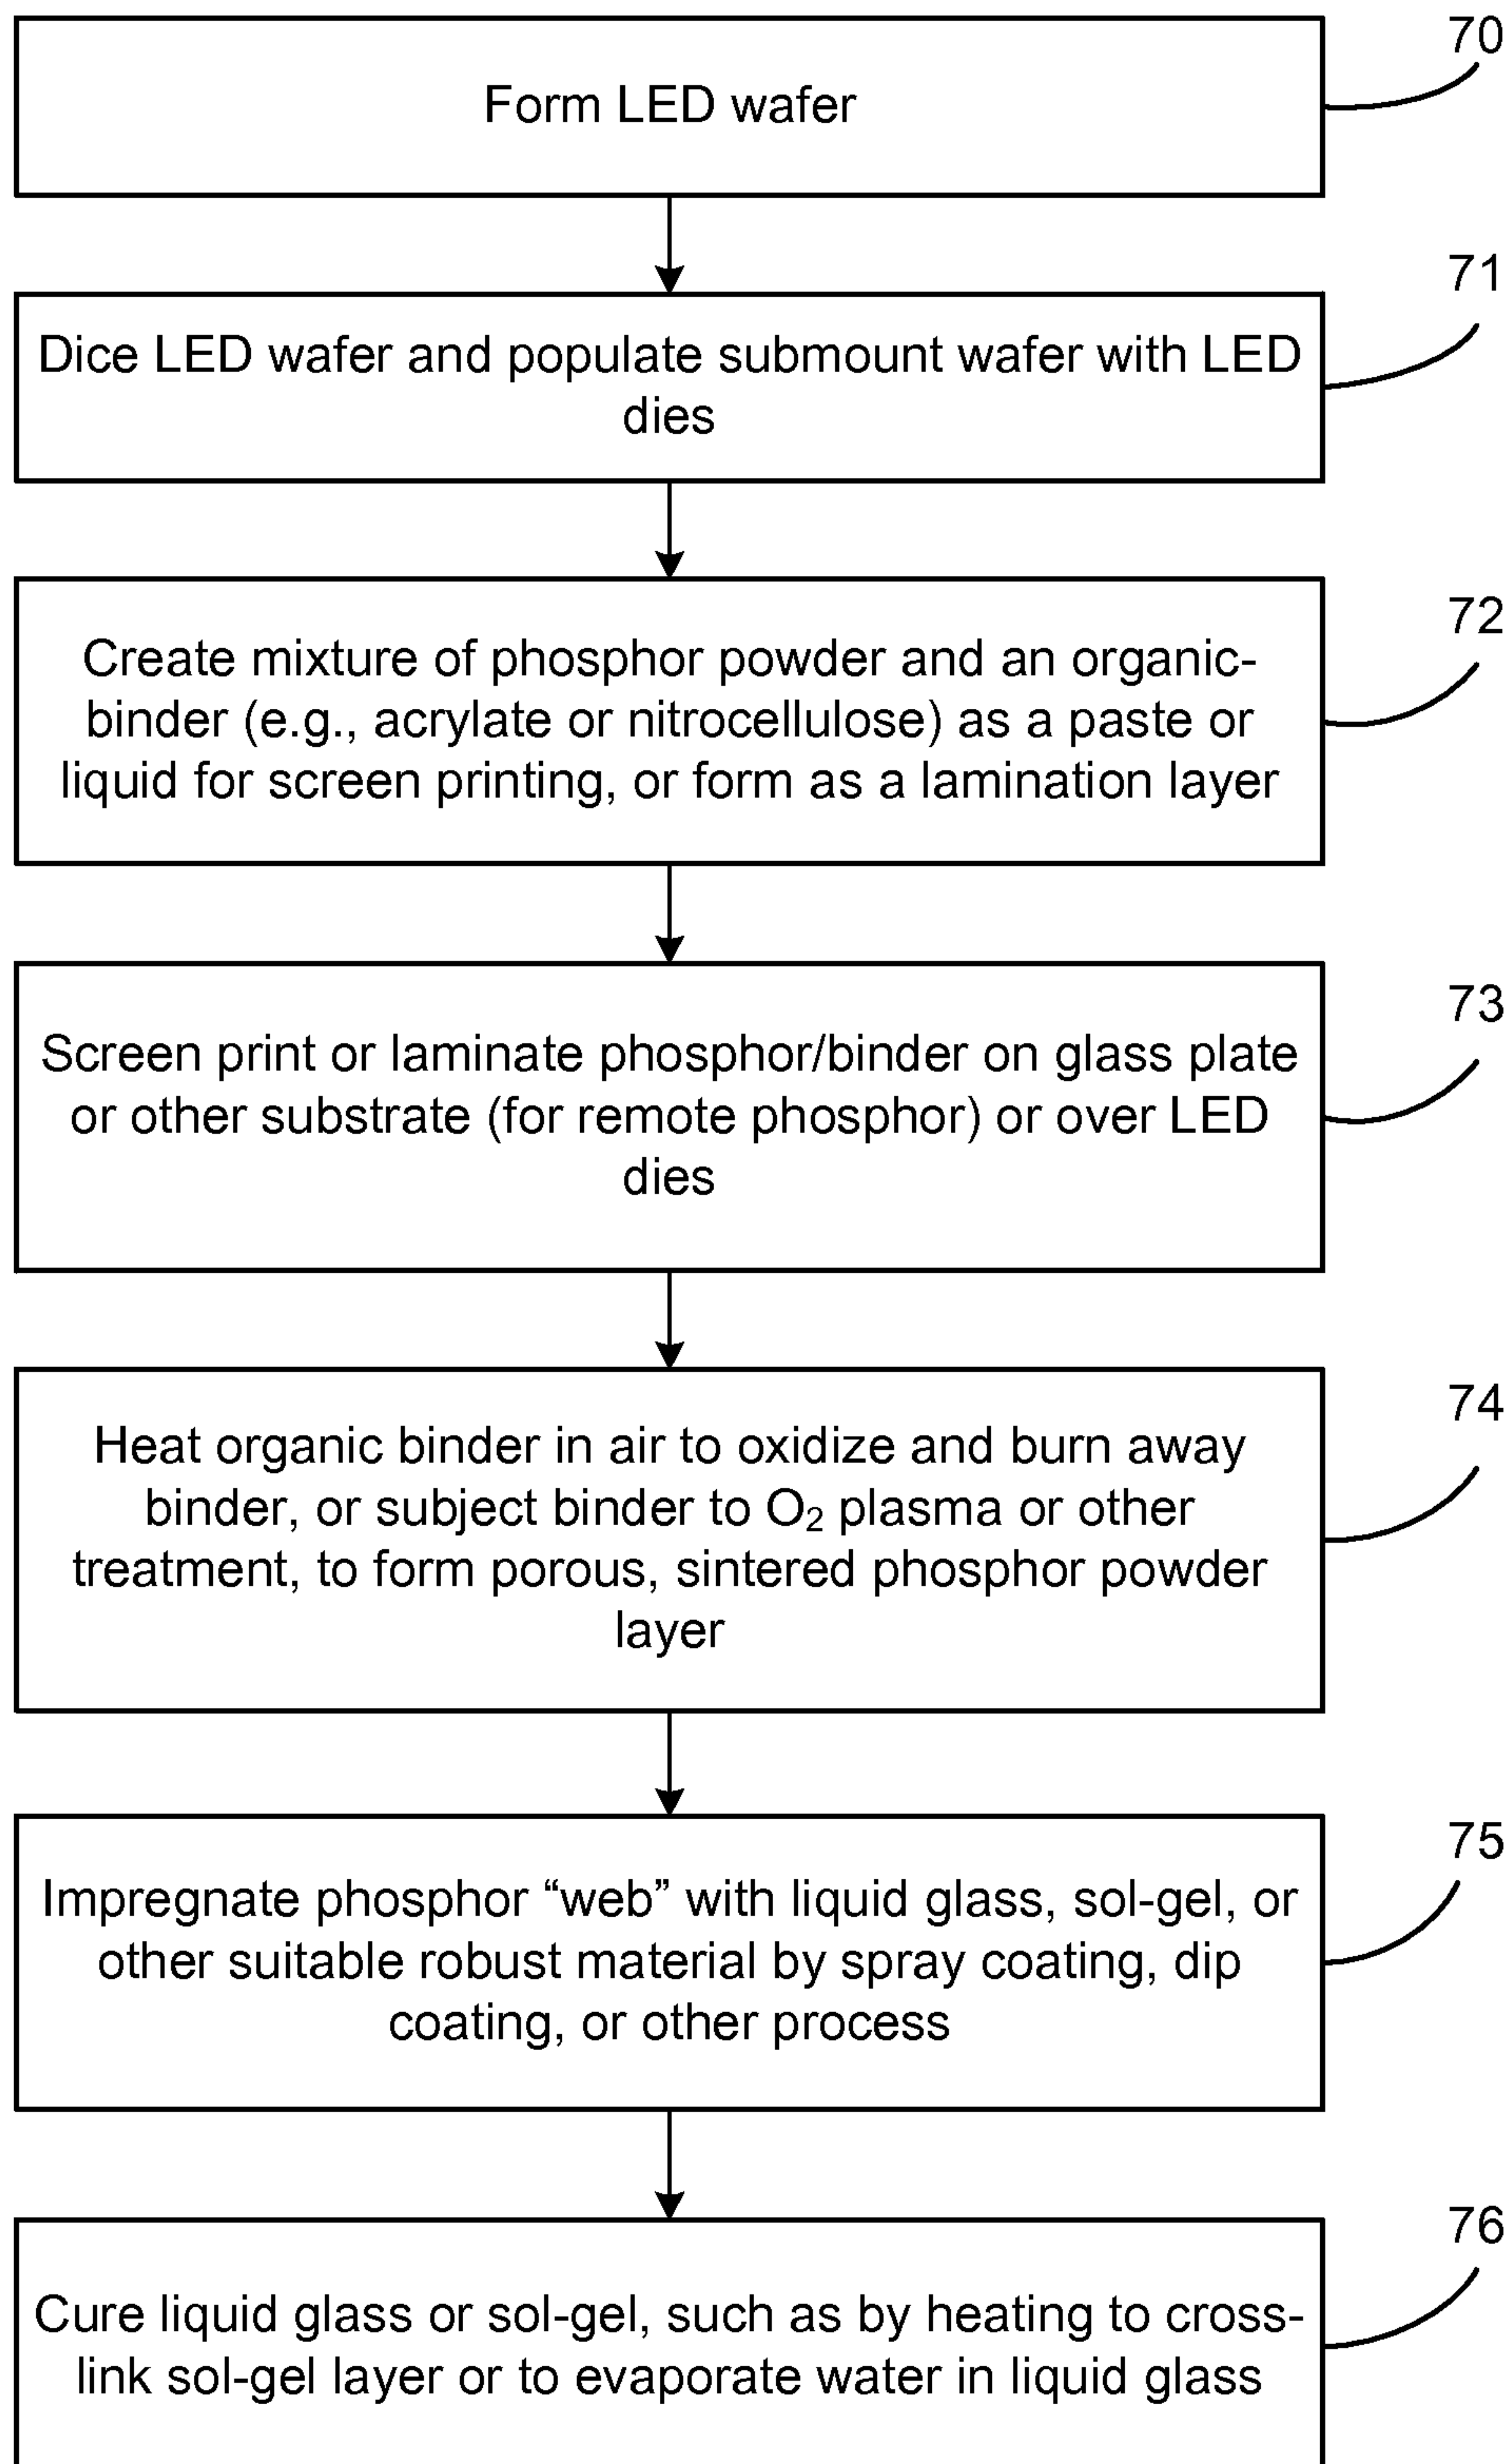 70
Form LED wafer
71
Dice LED wafer and populate submount wafer with LED
dies
72
Create mixture of phosphor powder and an organic-
binder (e.g., acrylate or nitrocellulose) as a paste or
liquid for screen printing, or form as a lamination layer
73
Screen print or laminate phosphor/binder on glass plate
or other substrate (for remote phosphor) or over LED
dies
74
Heat organic binder in air to oxidize and burn away
binder, or subject binder to O₂ plasma or other
treatment, to form porous, sintered phosphor powder
layer
75
Impregnate phosphor “web” with liquid glass, sol-gel, or
other suitable robust material by spray coating, dip
coating, or other process
76
Cure liquid glass or sol-gel, such as by heating to cross-
link sol-gel layer or to evaporate water in liquid glass